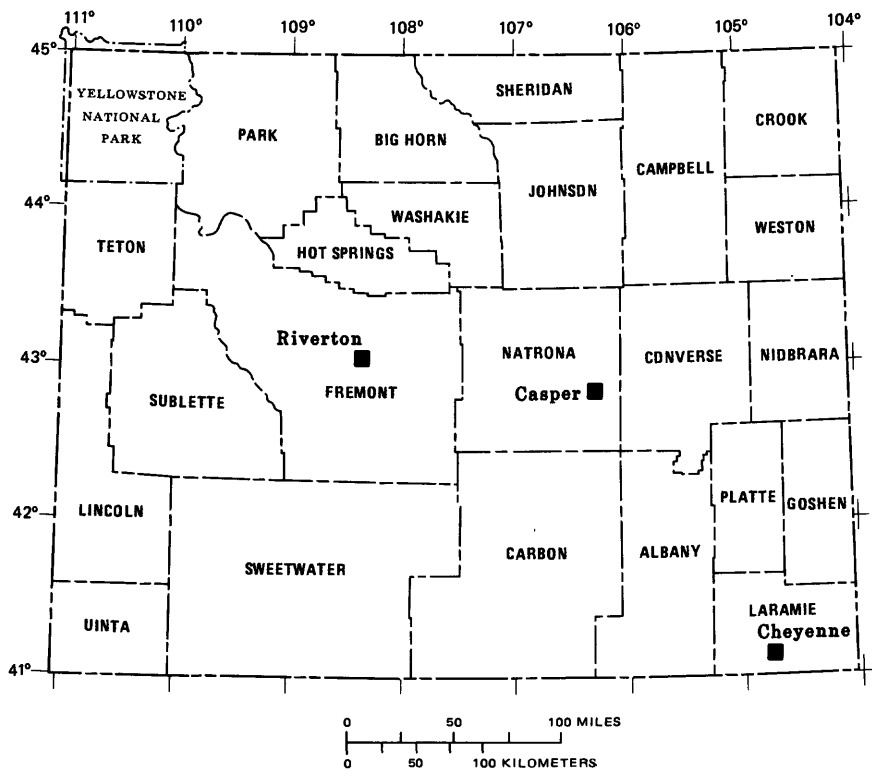 111° 110° 109° 108° 107° 106° 105° 104°
45°
YELLOWSTONE
NATIONAL
PARK
PARK
BIG HORN
SHERIDAN
JOHNSDN
CAMPBELL
CROOK
44°
TETON
WASHAKIE
HOT SPRINGS
WESTON
43°
Riverton
FREMONT
SUBLETTE
NATRONA
Casper
CDNVERSE
NIDBRARA
42°
LINCOLN
SWEETWATER
CARBON
ALBANY
PLATTE
GOSHEN
UINTA
LARAMIE
Cheyenne
41°
0 50 100 MILES
0 50 100 KILOMETERS